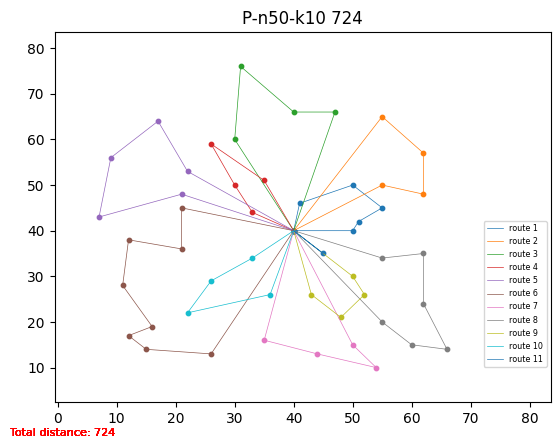 P-n50-k10 724
80
70
60
50
40
30
20
10
0 10 20 30 40 50 60 70 80
route 1
route 2
route 3
route 4
route 5
route 6
route 7
route 8
route 9
route 10
route 11
Total distance: 724